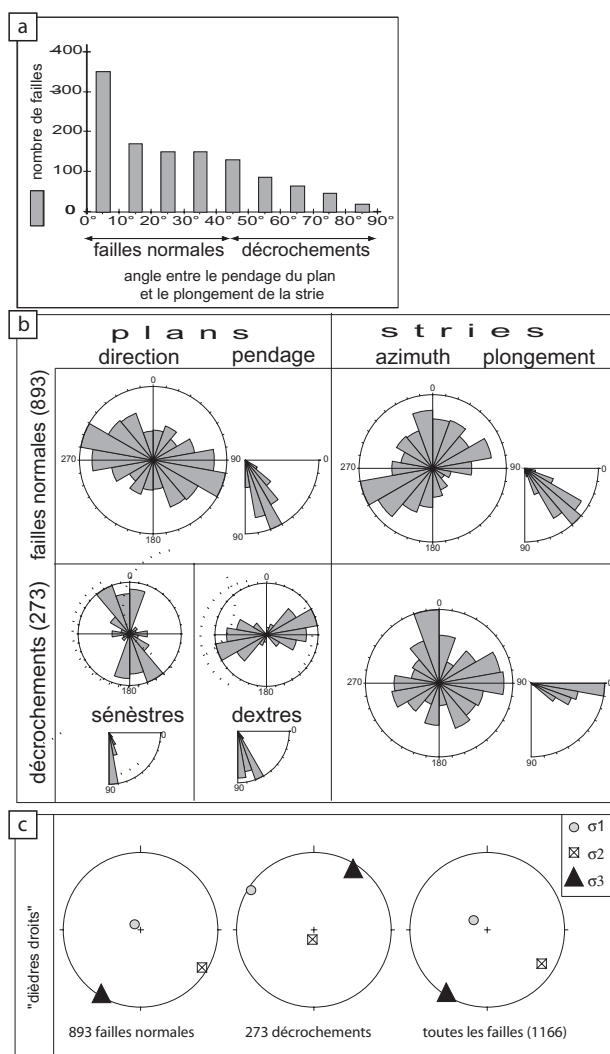 a
nombre de failles
400
300
200
100
0
0° 10° 20° 30° 40° 50° 60° 70° 80° 90°
failles normales décrochements
angle entre le pendage du plan
et le plongement de la strie
b
plans stries
direction pendage azimuth plongement
failles normales (893)
0
270
180
90 0
90
0
270
180
90 0
90
décrochements (273)
0
180
sénèstres
0
90
0
180
dextres
0
90
0
270
180
90 0
90
c
"dièdres droits"
σ1
σ2
σ3
893 failles normales 273 décrochements toutes les failles (1166)